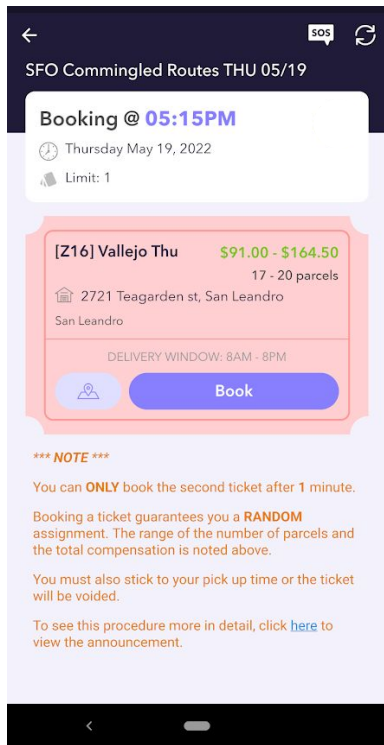 SOS
SFO Commingled Routes THU 05/19
Booking @ 05:15PM
Thursday May 19, 2022
Limit: 1
[Z16] Vallejo Thu $91.00 - $164.50
17 - 20 parcels
2721 Teagarden st, San Leandro
San Leandro
DELIVERY WINDOW: 8AM - 8PM
Book
*** NOTE ***
You can ONLY book the second ticket after 1 minute.
Booking a ticket guarantees you a RANDOM
assignment. The range of the number of parcels and
the total compensation is noted above.
You must also stick to your pick up time or the ticket
will be voided.
To see this procedure more in detail, click here to
view the announcement.